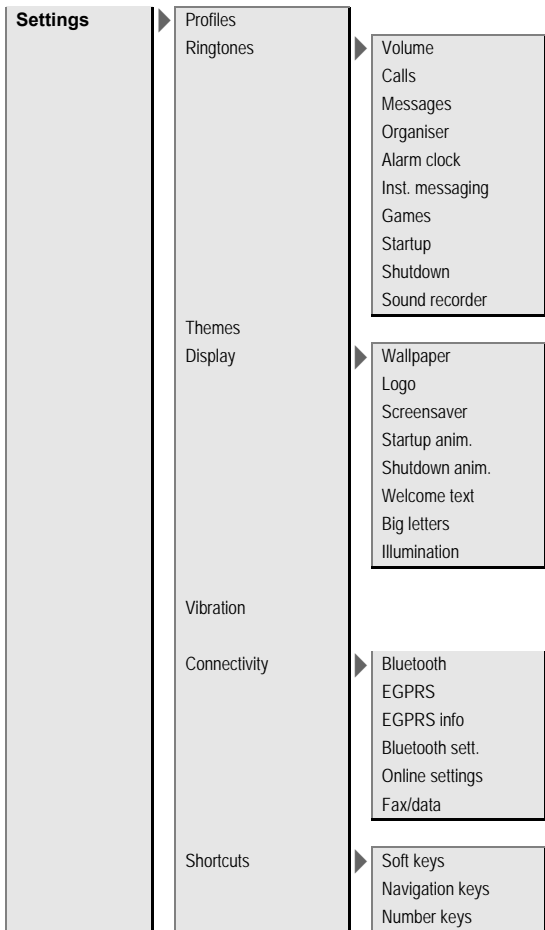 Settings
Profiles
Ringtones
Volume
Calls
Messages
Organiser
Alarm clock
Inst. messaging
Games
Startup
Shutdown
Sound recorder
Themes
Display
Wallpaper
Logo
Screensaver
Startup anim.
Shutdown anim.
Welcome text
Big letters
Illumination
Vibration
Connectivity
Bluetooth
EGPRS
EGPRS info
Bluetooth sett.
Online settings
Fax/data
Shortcuts
Soft keys
Navigation keys
Number keys